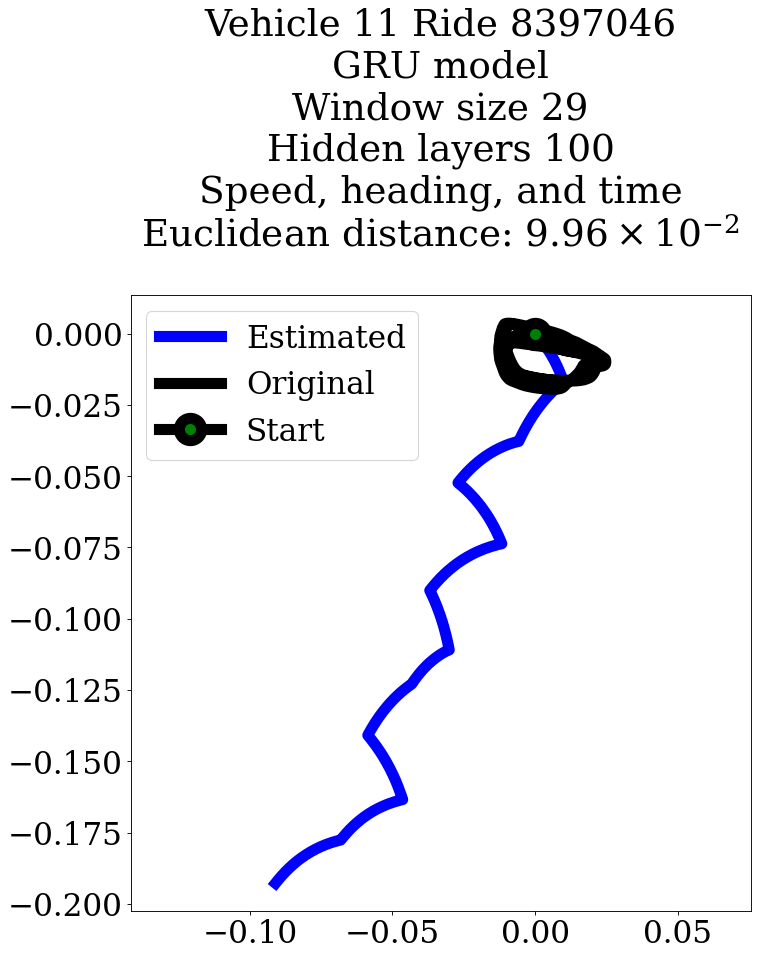 Vehicle 11 Ride 8397046
GRU model
Window size 29
Hidden layers 100
Speed, heading, and time
Euclidean distance: 9.96 × 10⁻²
Estimated
Original
Start
0.000
−0.025
−0.050
−0.075
−0.100
−0.125
−0.150
−0.175
−0.200
−0.10 −0.05 0.00 0.05